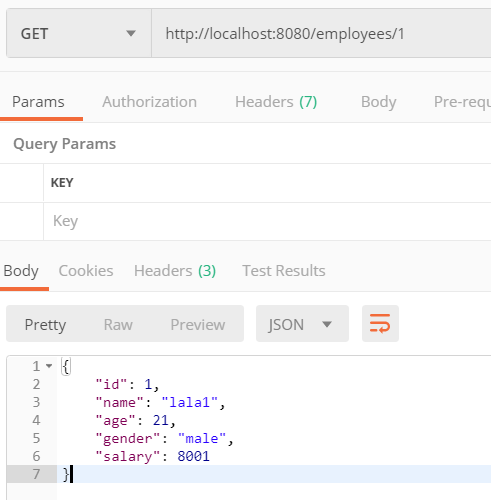 GET http://localhost:8080/employees/1
Params Authorization Headers (7) Body Pre-requ
Query Params
KEY
Key
Body Cookies Headers (3) Test Results
Pretty Raw Preview JSON
1 {
2 "id": 1,
3 "name": "lala1",
4 "age": 21,
5 "gender": "male",
6 "salary": 8001
7 }